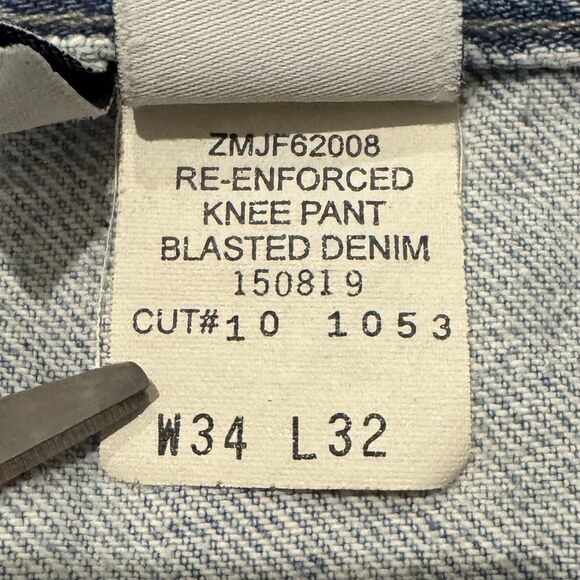 ZMJF62008
RE-ENFORCED
KNEE PANT
BLASTED DENIM
150819
CUT#10 1053
W34 L32